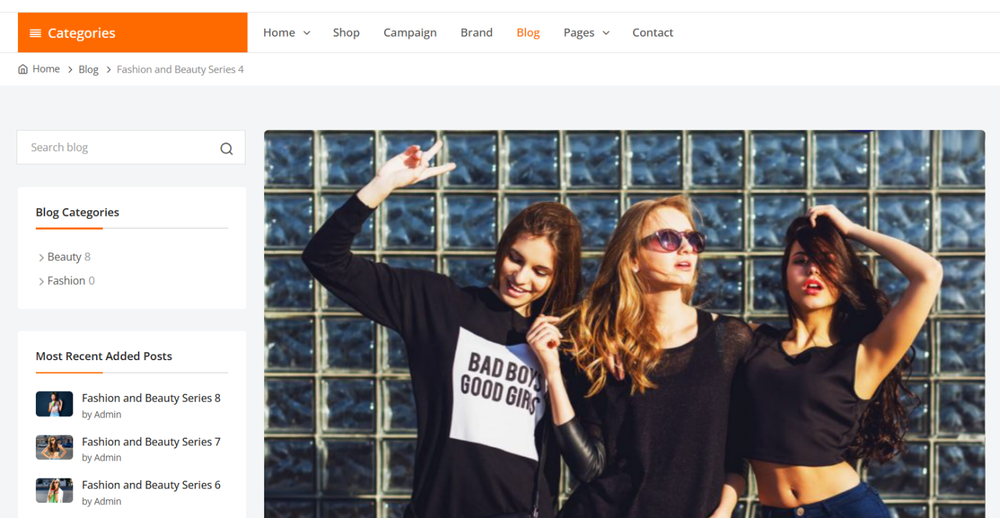 Categories
Home
Shop
Campaign
Brand
Blog
Pages
Contact
Home
Blog
Fashion and Beauty Series 4
Search blog
Blog Categories
Beauty 8
Fashion 0
Most Recent Added Posts
Fashion and Beauty Series 8
by Admin
Fashion and Beauty Series 7
by Admin
Fashion and Beauty Series 6
by Admin
BAD BOYS
GOOD GIRLS